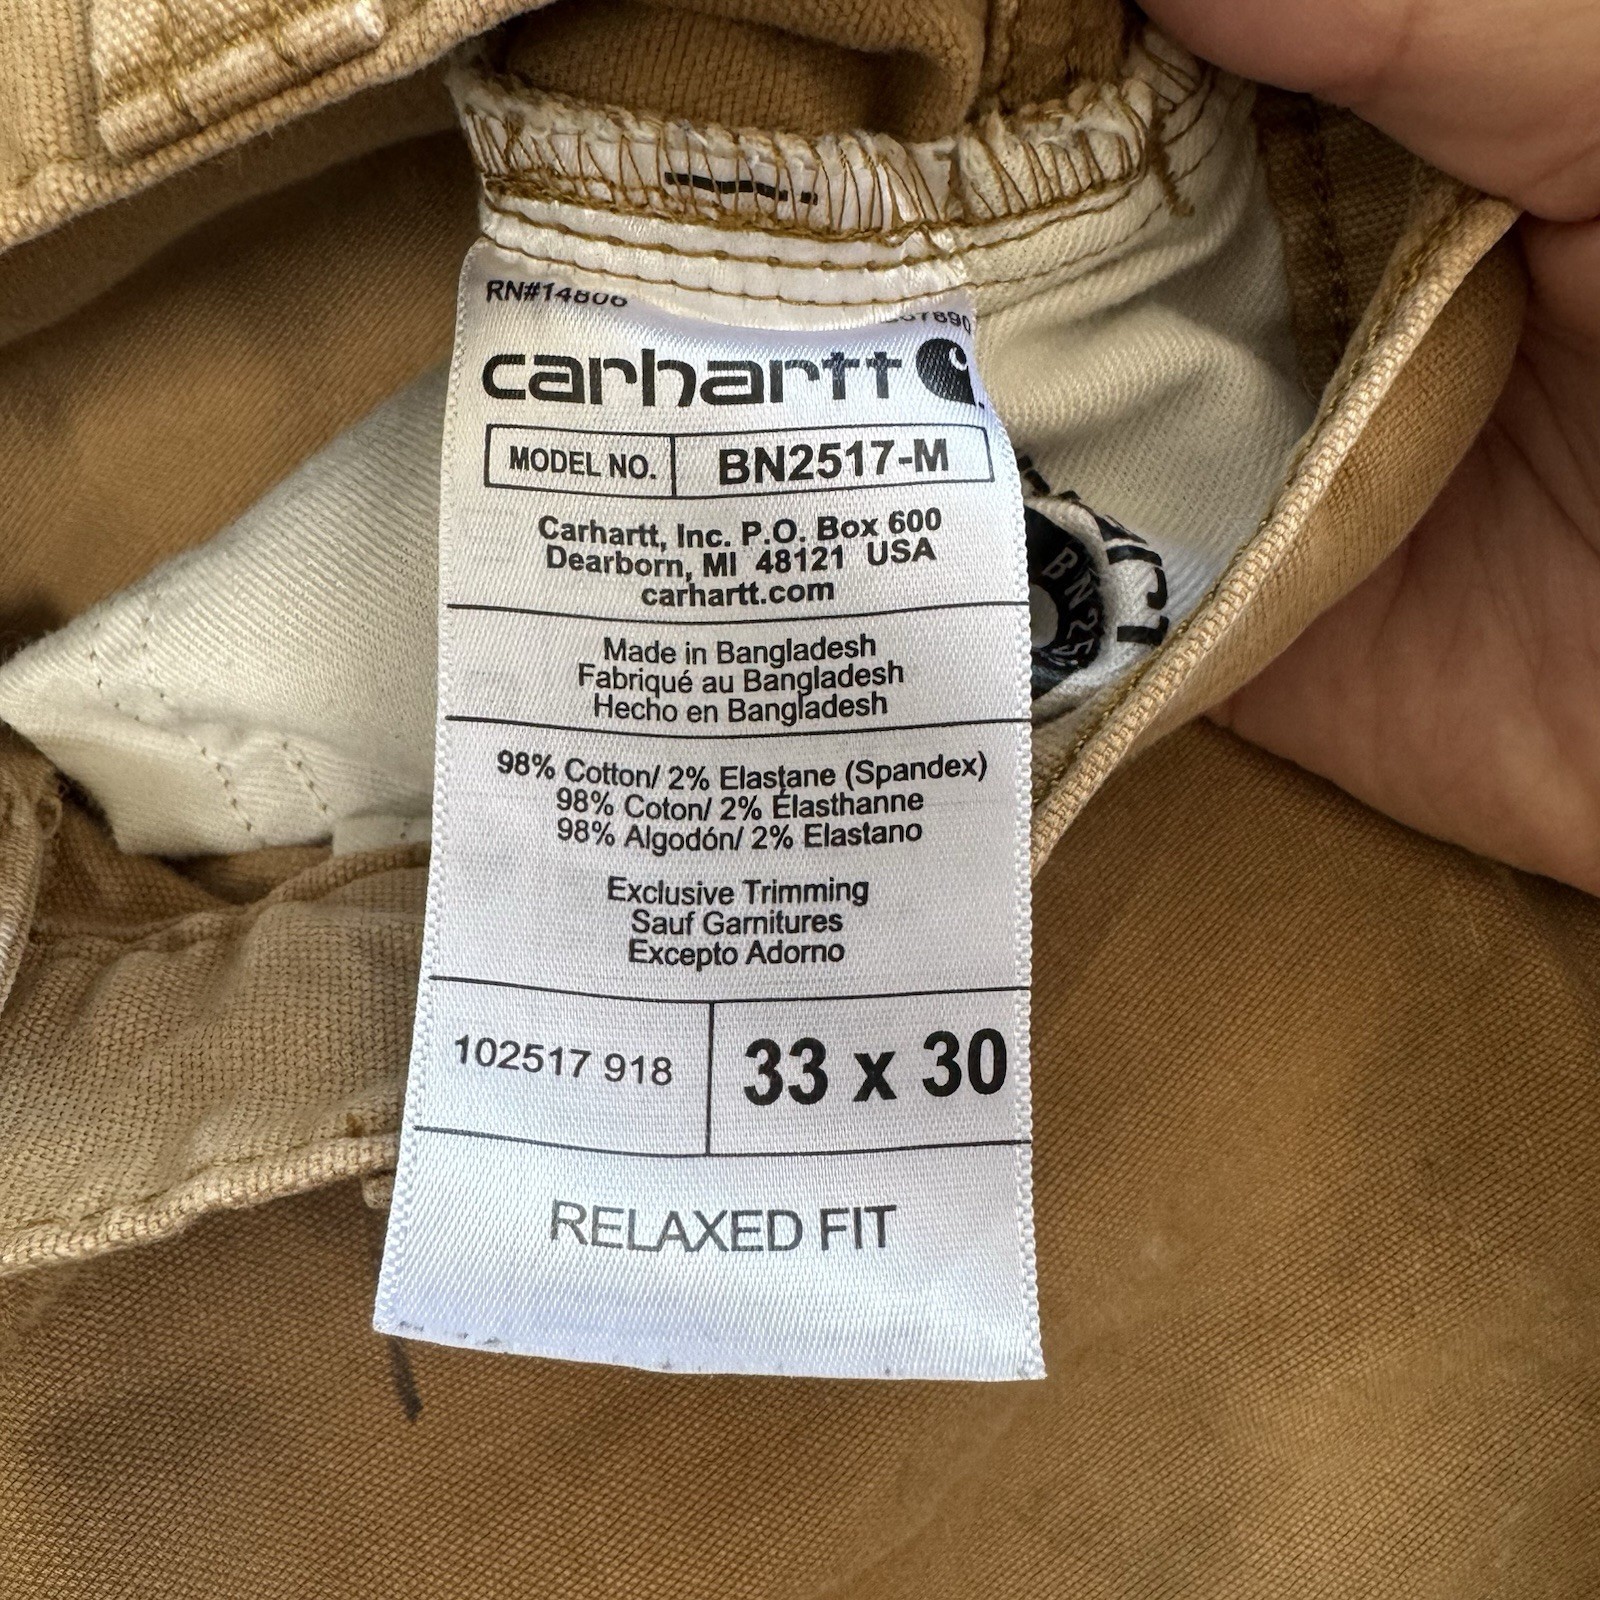 RN#14806
carhartt
MODEL NO. BN2517-M
Carhartt, Inc. P.O. Box 600
Dearborn, MI 48121 USA
carhartt.com
Made in Bangladesh
Fabriqué au Bangladesh
Hecho en Bangladesh
98% Cotton/ 2% Elastane (Spandex)
98% Coton/ 2% Élasthanne
98% Algodón/ 2% Elastano
Exclusive Trimming
Sauf Garnitures
Excepto Adorno
102517 918 33 x 30
RELAXED FIT